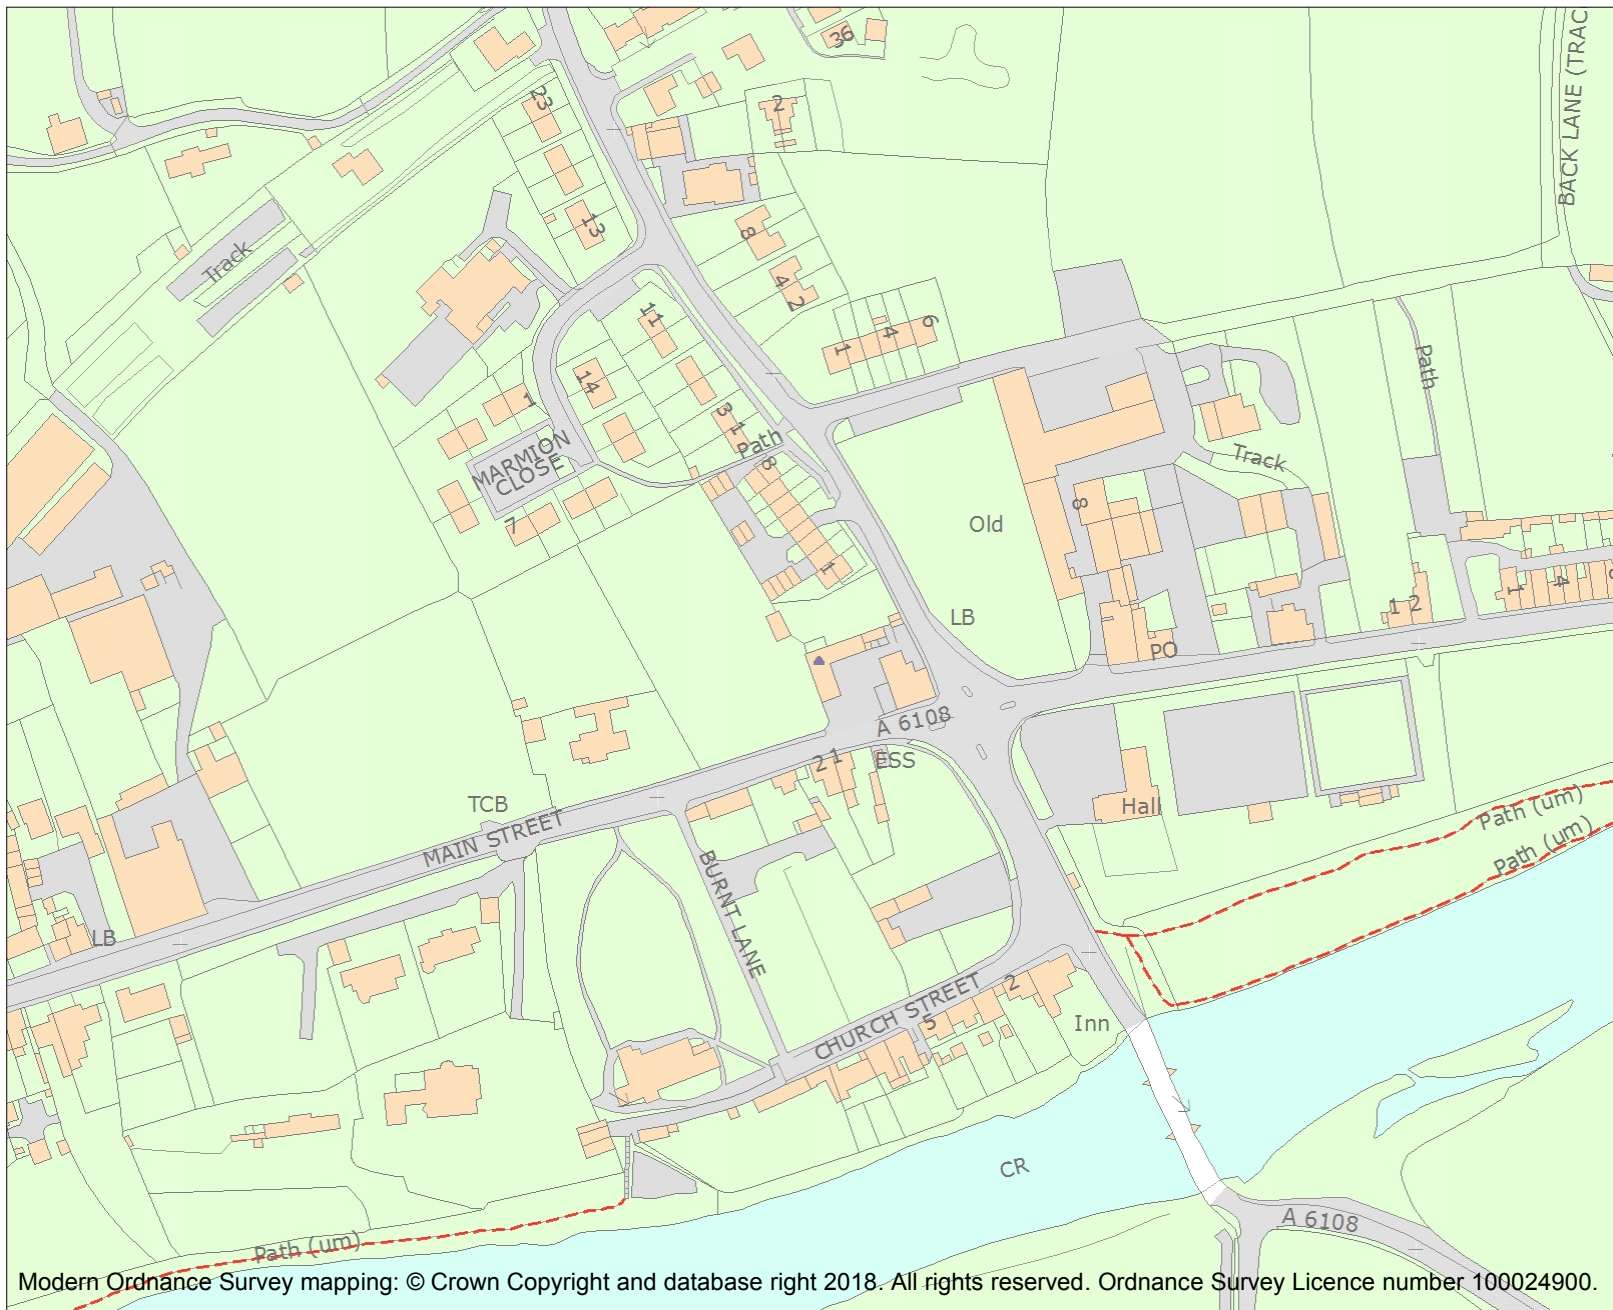 36
BACK LANE (TRAC
23
2
13
8
Track
4
2
11
1
4
6
Path
14
1
3
1
Path
8
MARMION
CLOSE
Track
7
8
Old
1
LB
1
4
1 2
PO
A 6108
2 1
ESS
TCB
Hall
Path (um)
MAIN STREET
Path (um)
BURNT LANE
LB
2
CHURCH STREET
5
Inn
CR
A 6108
Path (um)
Modern Ordnance Survey mapping: © Crown Copyright and database right 2018. All rights reserved. Ordnance Survey Licence number 100024900.